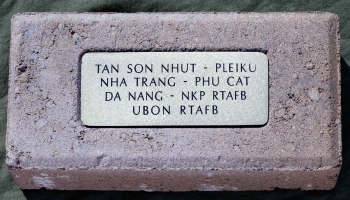 TAN SON NHUT - PLEIKU
NHA TRANG - PHU CAT
DA NANG - NKP RTAFB
UBON RTAFB